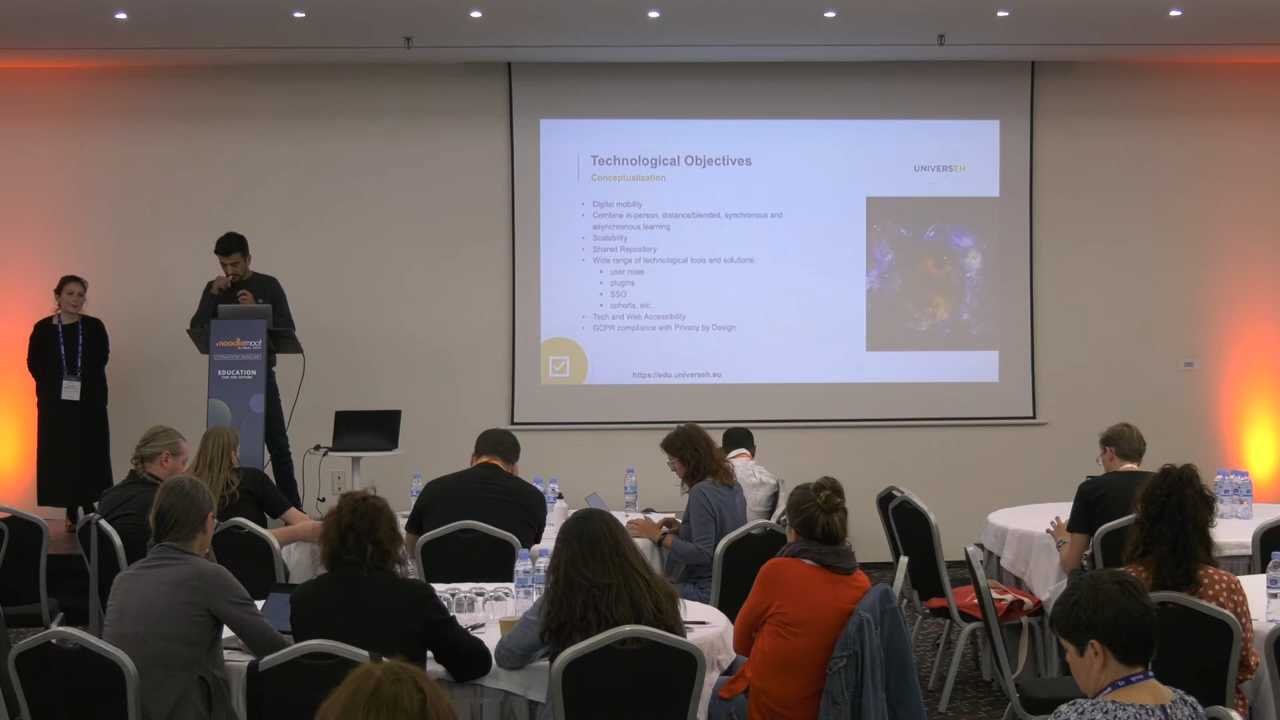 Technological Objectives
Conceptualization
UNIVERSEH
• Digital mobility
• Combine in-person, distance/blended, synchronous and
asynchronous learning
• Scalability
• Shared Repository
• Wide range of technological tools and solutions:
• user roles
• plugins
• SSO
• cohorts, etc...
• Tech and Web Accessibility
• GDPR compliance with Privacy by Design
https://edu.universeh.eu
moodlemoot
EDUCATION
FOR THE FUTURE